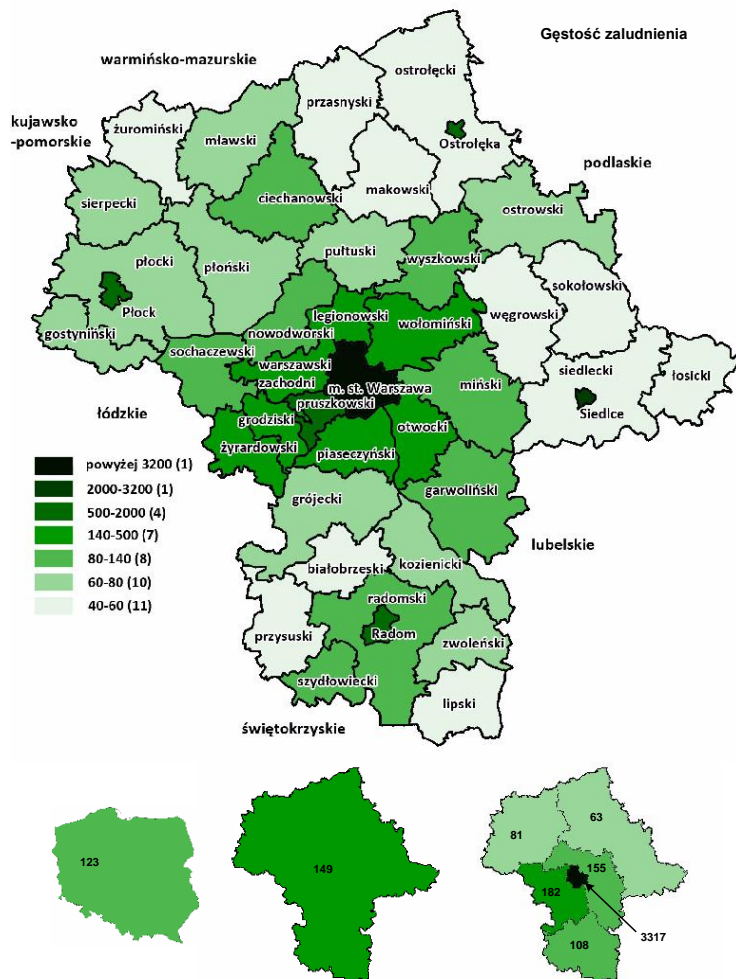 Gęstość zaludnienia
warmińsko-mazurskie
ostrołęcki
przasnyski
kujawsko
-pomorskie
żuromiński
mławski
Ostrołęka
podlaskie
makowski
ciechanowski
sierpecki
ostrowski
płocki
płoński
pułtuski
wyszkowski
sokołowski
Płock
legionowski
wołomiński
węgrowski
gostyniński
nowodworski
sochaczewski
warszawski
zachodni
siedlecki
m. st. Warszawa
miński
łosicki
pruszkowski
Siedlce
łódzkie
grodziski
otwocki
żyrardowski
piaseczyński
powyżej 3200 (1)
2000-3200 (1)
500-2000 (4)
140-500 (7)
80-140 (8)
60-80 (10)
40-60 (11)
grójecki
garwoliński
lubelskie
białobrzeski
kozienicki
radomski
przysuski
Radom
zwoleński
szydłowiecki
lipski
świętokrzyskie
123
149
81
63
155
182
3317
108